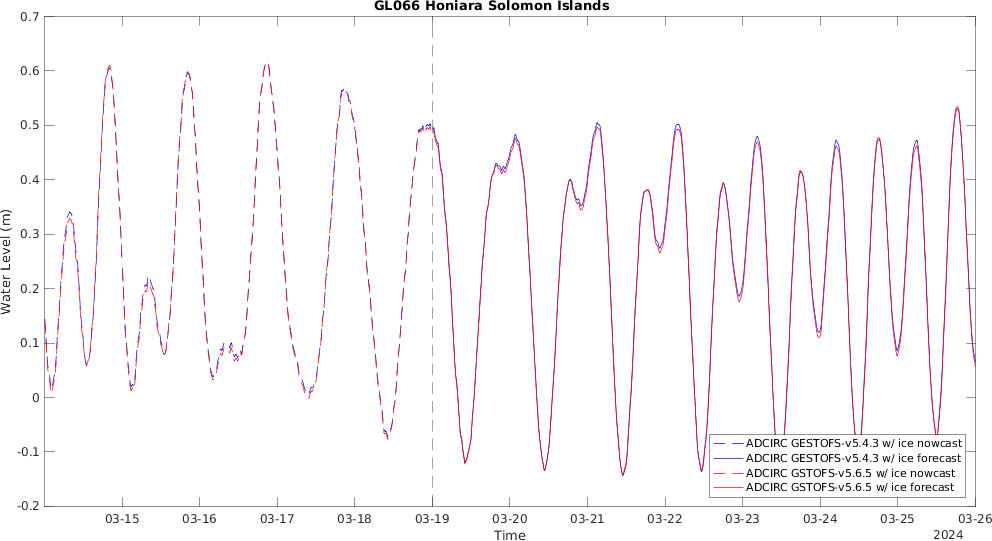 GL066 Honiara Solomon Islands
0.7
0.6
0.5
0.4
0.3
0.2
0.1
0
-0.1
-0.2
Water Level (m)
03-15 03-16 03-17 03-18 03-19 03-20 03-21 03-22 03-23 03-24 03-25 03-26
Time
2024
ADCIRC GESTOFS-v5.4.3 w/ ice nowcast
ADCIRC GESTOFS-v5.4.3 w/ ice forecast
ADCIRC GSTOFS-v5.6.5 w/ ice nowcast
ADCIRC GSTOFS-v5.6.5 w/ ice forecast